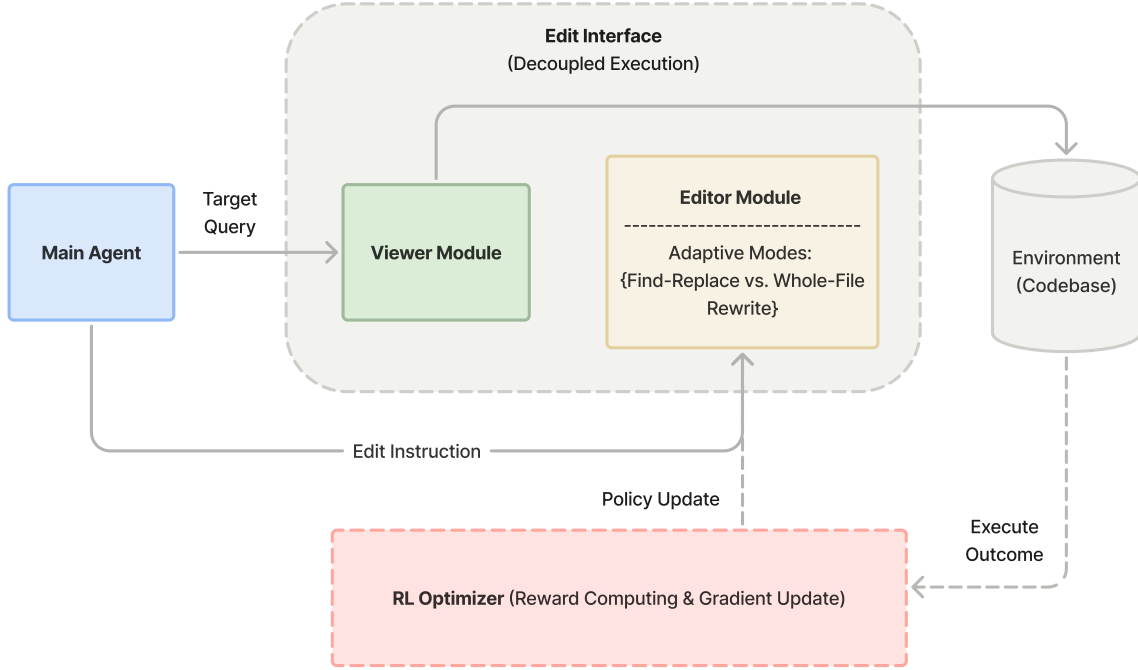 Edit Interface
(Decoupled Execution)
Main Agent
Target
Query
Viewer Module
Editor Module
Adaptive Modes:
{Find-Replace vs. Whole-File
Rewrite}
Environment
(Codebase)
Edit Instruction
Policy Update
Execute
Outcome
RL Optimizer (Reward Computing & Gradient Update)